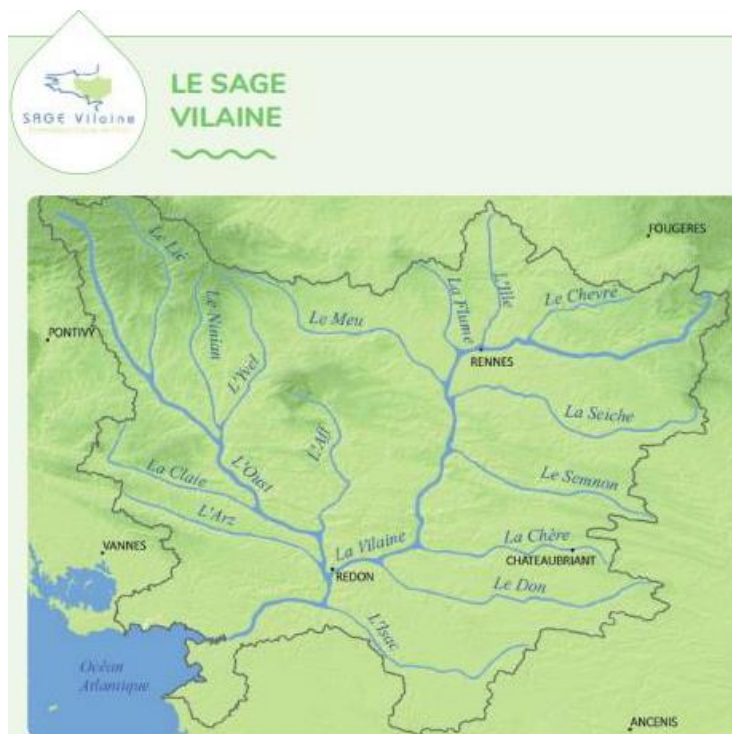 SAGE Vilaine
LE SAGE
VILAINE
FOUGERES
Le Lié
L'Ille
La Flume
Le Chevré
Le Ninian
Le Meu
PONTIVY
RENNES
L'Yvel
La Seiche
L'Aff
L'Oust
La Claie
Le Semnon
L'Arz
La Chère
VANNES
La Vilaine
CHATEAUBRIANT
REDON
Le Don
L'Isac
Océan
Atlantique
ANCENIS